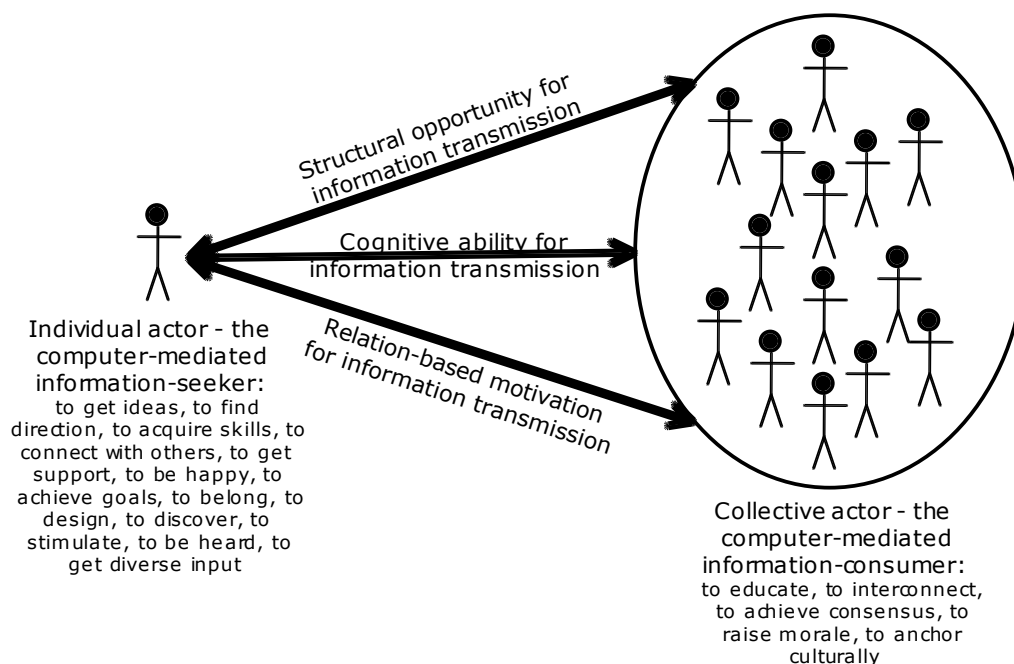 Structural opportunity for
information transmission
Cognitive ability for
information transmission
Relation-based motivation
for information transmission
Individual actor - the
computer-mediated
information-seeker:
to get ideas, to find
direction, to acquire skills, to
connect with others, to get
support, to be happy, to
achieve goals, to belong, to
design, to discover, to
stimulate, to be heard, to
get diverse input
Collective actor - the
computer-mediated
information-consumer:
to educate, to interconnect,
to achieve consensus, to
raise morale, to anchor
culturally